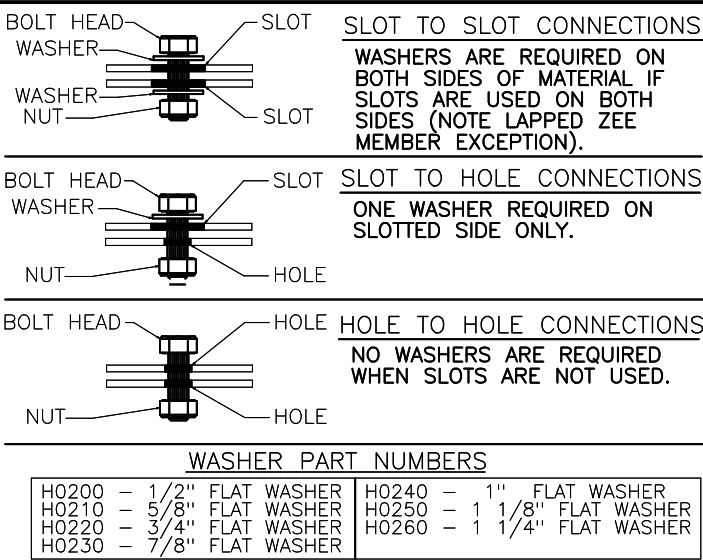 BOLT HEAD
WASHER
WASHER
NUT
SLOT
SLOT
SLOT TO SLOT CONNECTIONS
WASHERS ARE REQUIRED ON
BOTH SIDES OF MATERIAL IF
SLOTS ARE USED ON BOTH
SIDES (NOTE LAPPED ZEE
MEMBER EXCEPTION).
BOLT HEAD
WASHER
NUT
SLOT
HOLE
SLOT TO HOLE CONNECTIONS
ONE WASHER REQUIRED ON
SLOTTED SIDE ONLY.
BOLT HEAD
NUT
HOLE
HOLE
HOLE TO HOLE CONNECTIONS
NO WASHERS ARE REQUIRED
WHEN SLOTS ARE NOT USED.
WASHER PART NUMBERS
H0200 - 1/2" FLAT WASHER
H0210 - 5/8" FLAT WASHER
H0220 - 3/4" FLAT WASHER
H0230 - 7/8" FLAT WASHER
H0240 - 1" FLAT WASHER
H0250 - 1 1/8" FLAT WASHER
H0260 - 1 1/4" FLAT WASHER